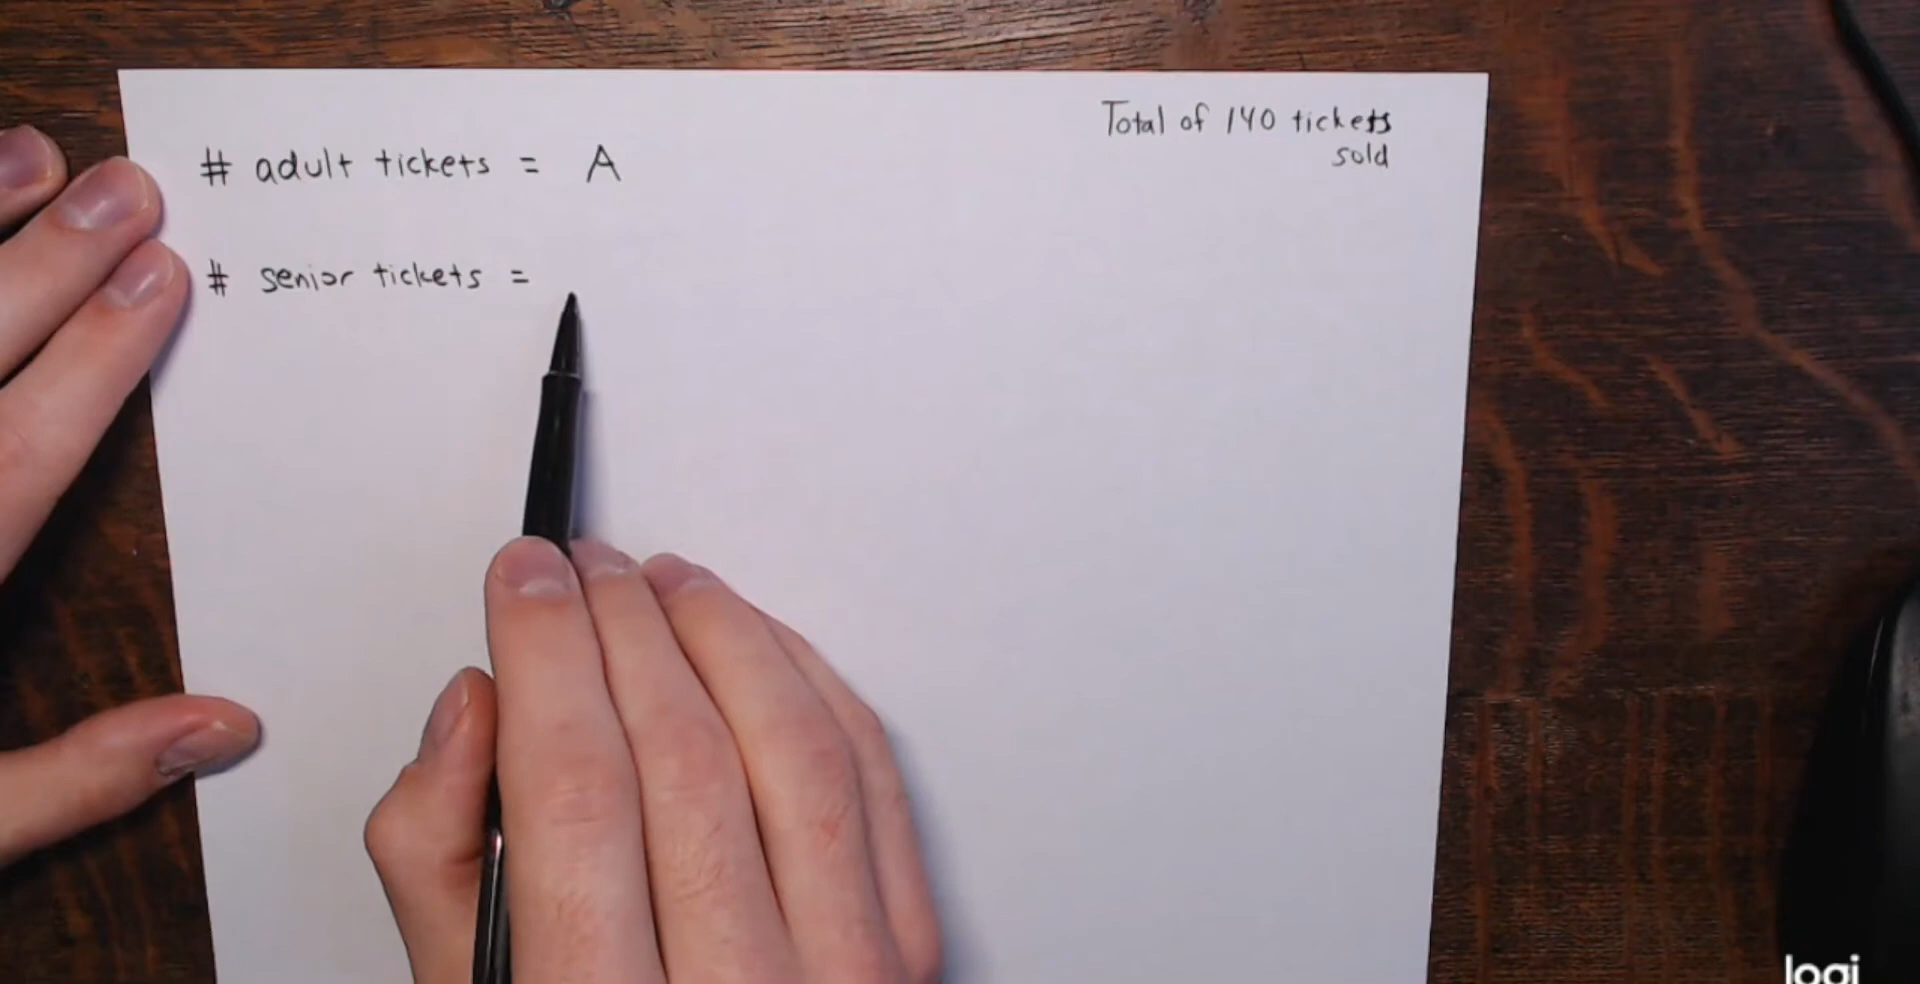 Total of 140 tickets
sold
# adult tickets = A
# senior tickets =
logi